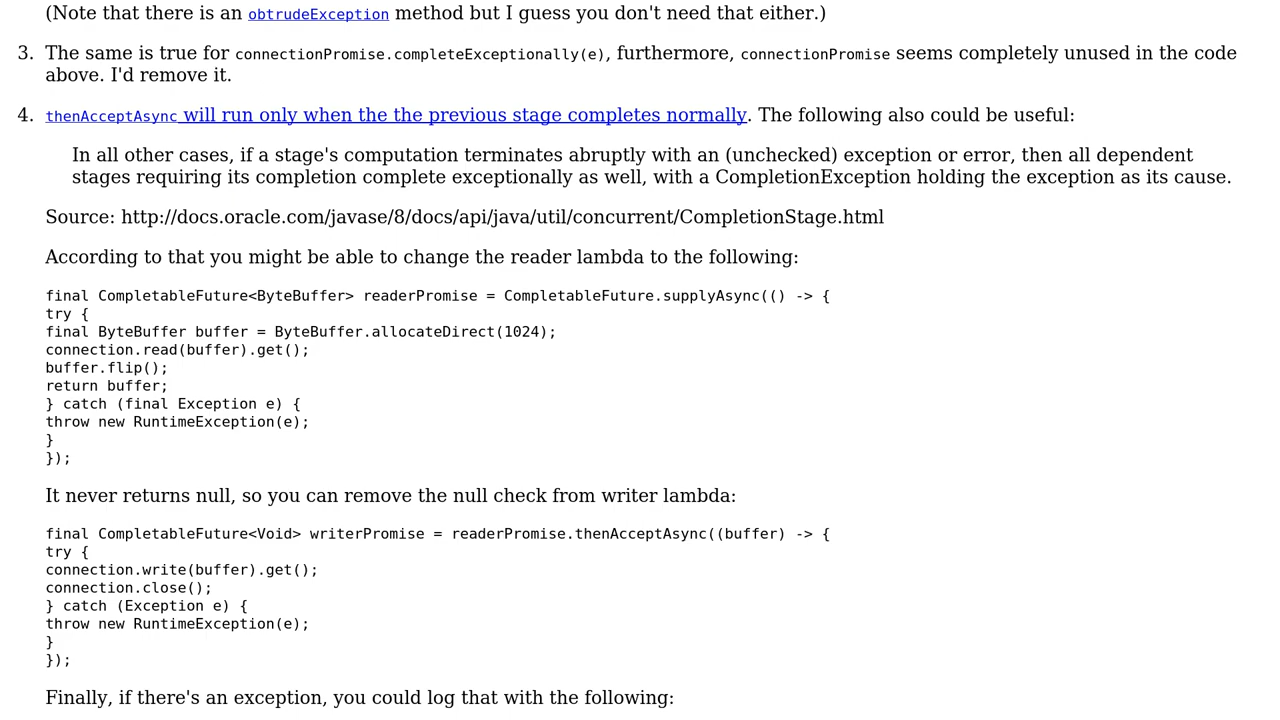 (Note that there is an obtrudeException method but I guess you don't need that either.)
3. The same is true for connectionPromise.completeExceptionally(e), furthermore, connectionPromise seems completely unused in the code
above. I'd remove it.
4. thenAcceptAsync will run only when the the previous stage completes normally. The following also could be useful:
In all other cases, if a stage's computation terminates abruptly with an (unchecked) exception or error, then all dependent
stages requiring its completion complete exceptionally as well, with a CompletionException holding the exception as its cause.
Source: http://docs.oracle.com/javase/8/docs/api/java/util/concurrent/CompletionStage.html
According to that you might be able to change the reader lambda to the following:
final CompletableFuture<ByteBuffer> readerPromise = CompletableFuture.supplyAsync(() -> {
try {
final ByteBuffer buffer = ByteBuffer.allocateDirect(1024);
connection.read(buffer).get();
buffer.flip();
return buffer;
} catch (final Exception e) {
throw new RuntimeException(e);
}
});
It never returns null, so you can remove the null check from writer lambda:
final CompletableFuture<Void> writerPromise = readerPromise.thenAcceptAsync((buffer) -> {
try {
connection.write(buffer).get();
connection.close();
} catch (Exception e) {
throw new RuntimeException(e);
}
});
Finally, if there's an exception, you could log that with the following: